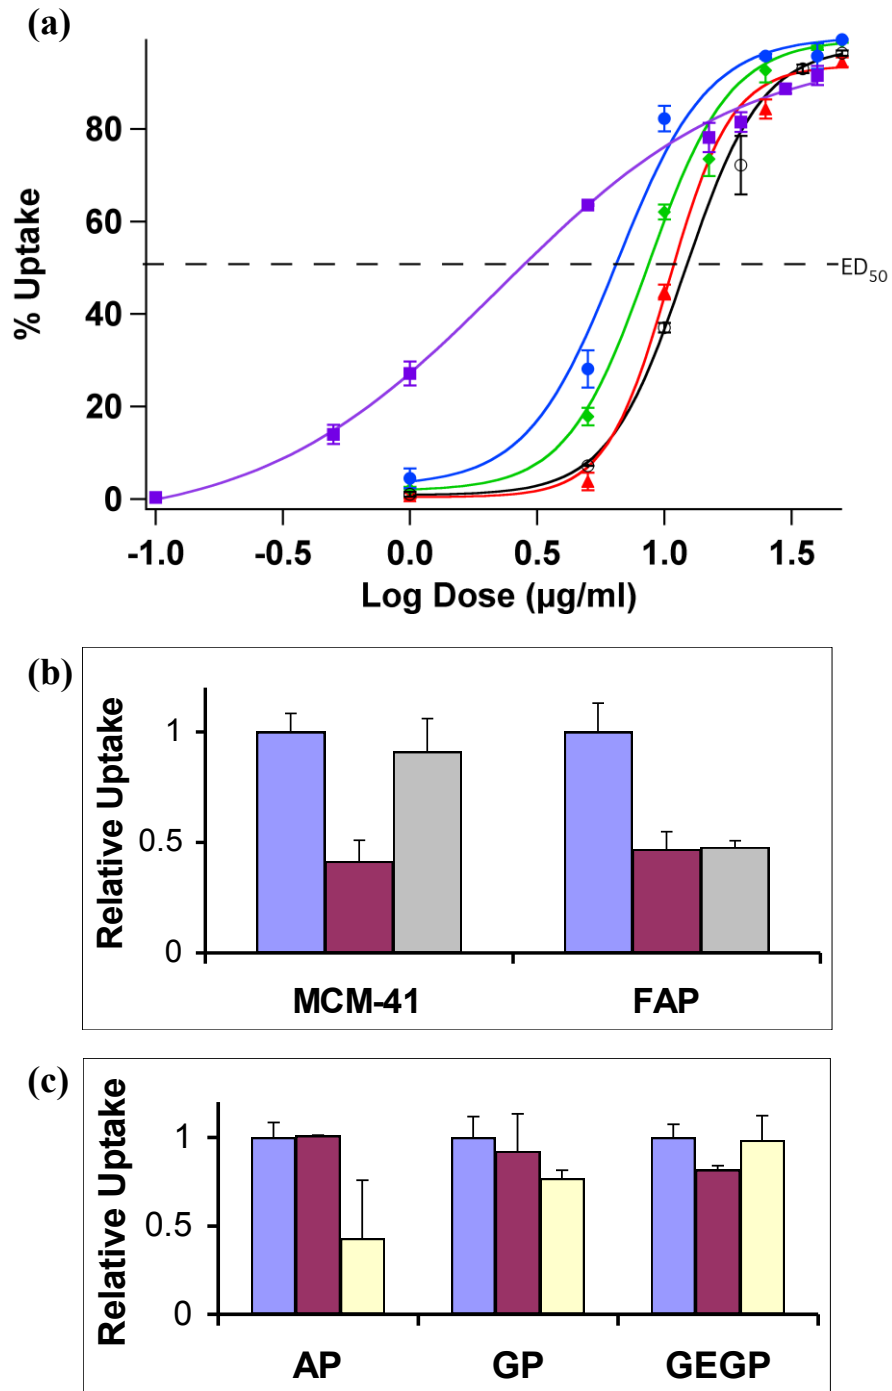 (a)
% Uptake
80
60
40
20
0
ED50
-1.0 -0.5 0.0 0.5 1.0 1.5
Log Dose (µg/ml)
(b)
Relative Uptake
1
0.5
0
MCM-41 FAP
(c)
Relative Uptake
1
0.5
0
AP GP GEGP